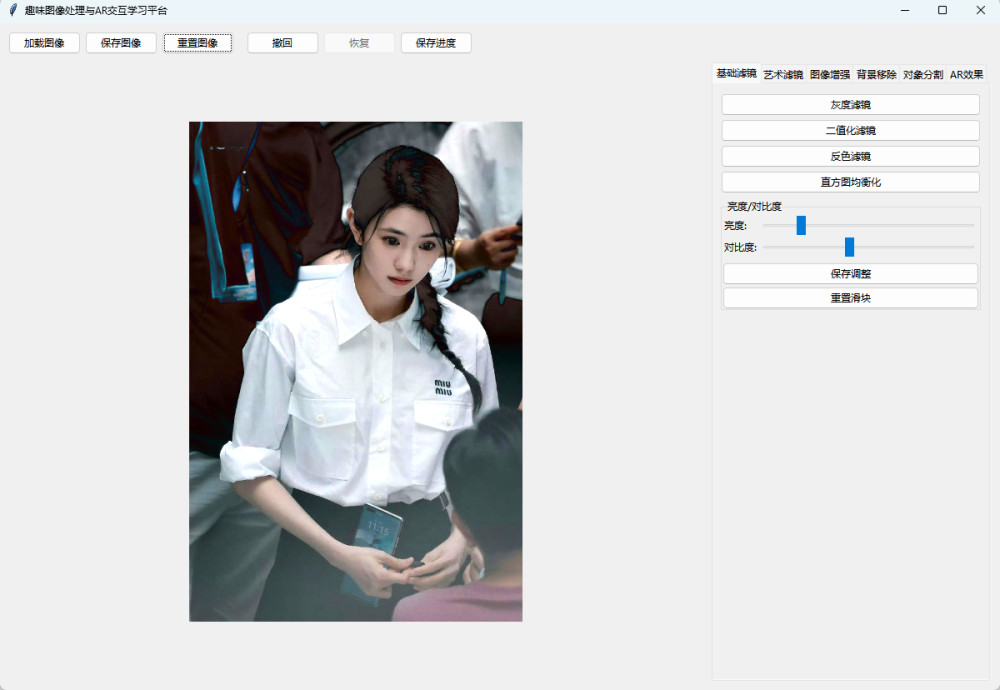 趣味图像处理与AR交互学习平台
加载图像 保存图像 重置图像 撤回 恢复 保存进度
基础滤镜 艺术滤镜 图像增强 背景移除 对象分割 AR效果
灰度滤镜
二值化滤镜
反色滤镜
直方图均衡化
亮度/对比度
亮度:
对比度:
保存调整
重置滑块
MIU
MIU
11:15